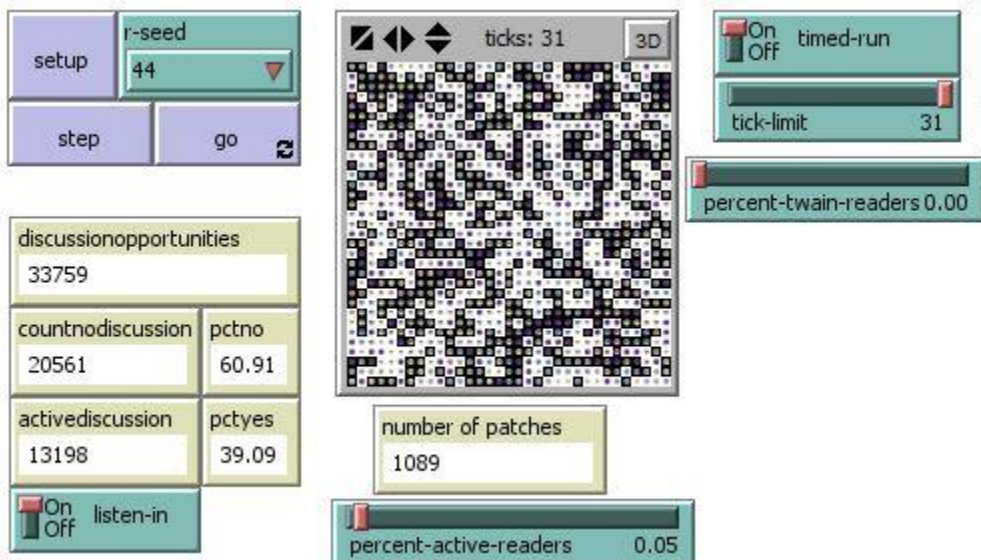 setup
r-seed
44
step
go
ticks: 31
3D
On
Off
timed-run
tick-limit 31
percent-twain-readers 0.00
discussionopportunities
33759
countnodiscussion
20561
pctno
60.91
activediscussion
13198
pctyes
39.09
On
Off
listen-in
number of patches
1089
percent-active-readers 0.05